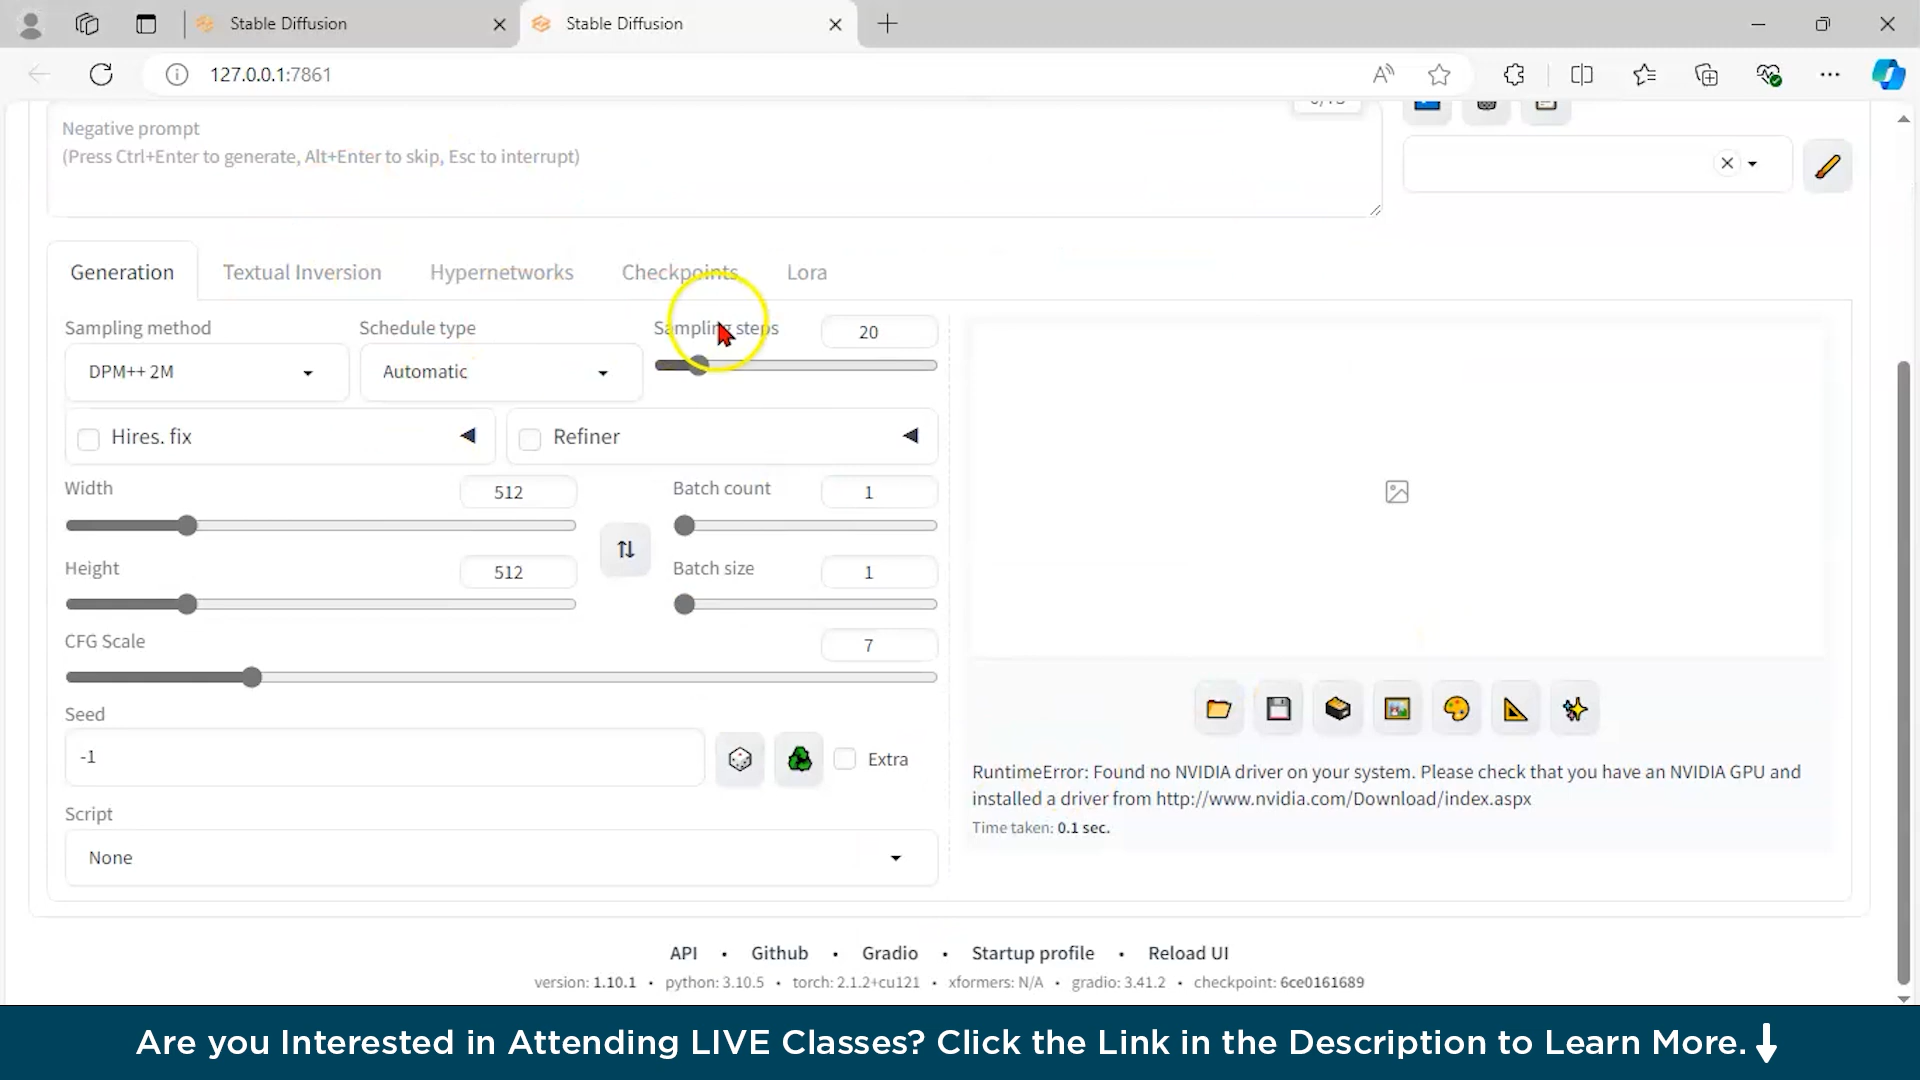 Stable Diffusion
Stable Diffusion
127.0.0.1:7861
Negative prompt
(Press Ctrl+Enter to generate, Alt+Enter to skip, Esc to interrupt)
Generation
Textual Inversion
Hypernetworks
Checkpoints
Lora
Sampling method
Schedule type
Sampling steps
20
DPM++ 2M
Automatic
Hires. fix
Refiner
Width
512
Batch count
1
Height
512
Batch size
1
CFG Scale
7
Seed
-1
Extra
Script
None
RuntimeError: Found no NVIDIA driver on your system. Please check that you have an NVIDIA GPU and
installed a driver from http://www.nvidia.com/Download/index.aspx
Time taken: 0.1 sec.
API • Github • Gradio • Startup profile • Reload UI
version: 1.10.1 • python: 3.10.5 • torch: 2.1.2+cu121 • xformers: N/A • gradio: 3.41.2 • checkpoint: 6ce0161689
Are you Interested in Attending LIVE Classes? Click the Link in the Description to Learn More.